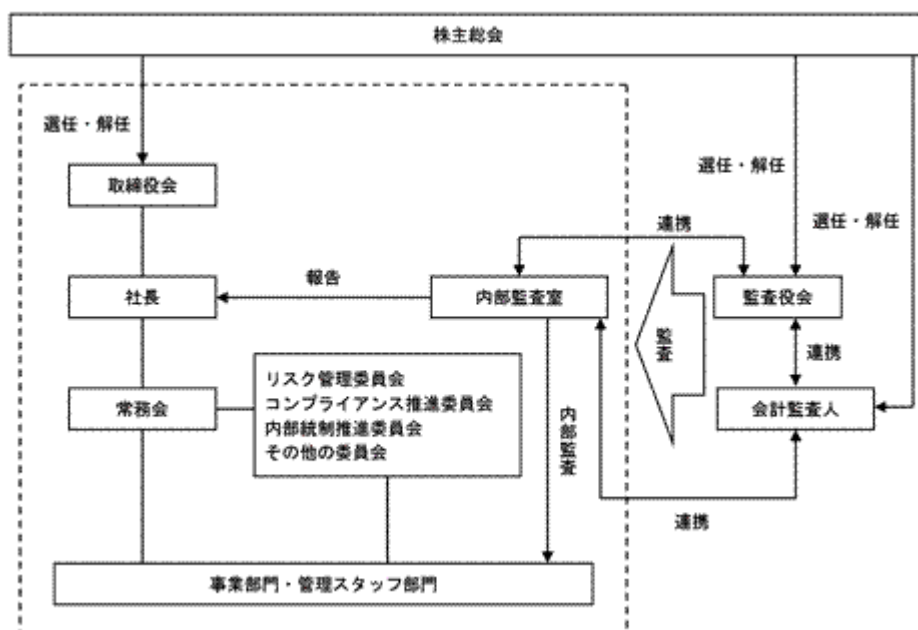 株主総会
選任・解任
選任・解任
選任・解任
取締役会
連携
社長
報告
内部監査室
監査役会
監査
連携
常務会
リスク管理委員会
コンプライアンス推進委員会
内部統制推進委員会
その他の委員会
内部監査
会計監査人
連携
事業部門・管理スタッフ部門